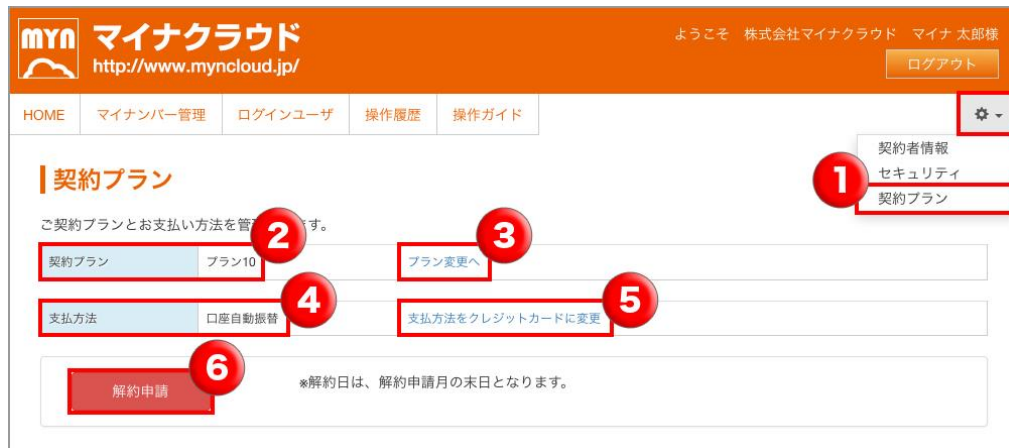 myn マイナクラウド
http://www.myncloud.jp/
ようこそ 株式会社マイナクラウド マイナ 太郎様
ログアウト
HOME マイナンバー管理 ログインユーザ 操作履歴 操作ガイド
契約者情報
セキュリティ
契約プラン
1
契約プラン
ご契約プランとお支払い方法を管 ます。
2
3
契約プラン プラン10 プラン変更へ
4
5
支払方法 口座自動振替 支払方法をクレジットカードに変更
6
解約申請 ※解約日は、解約申請月の末日となります。